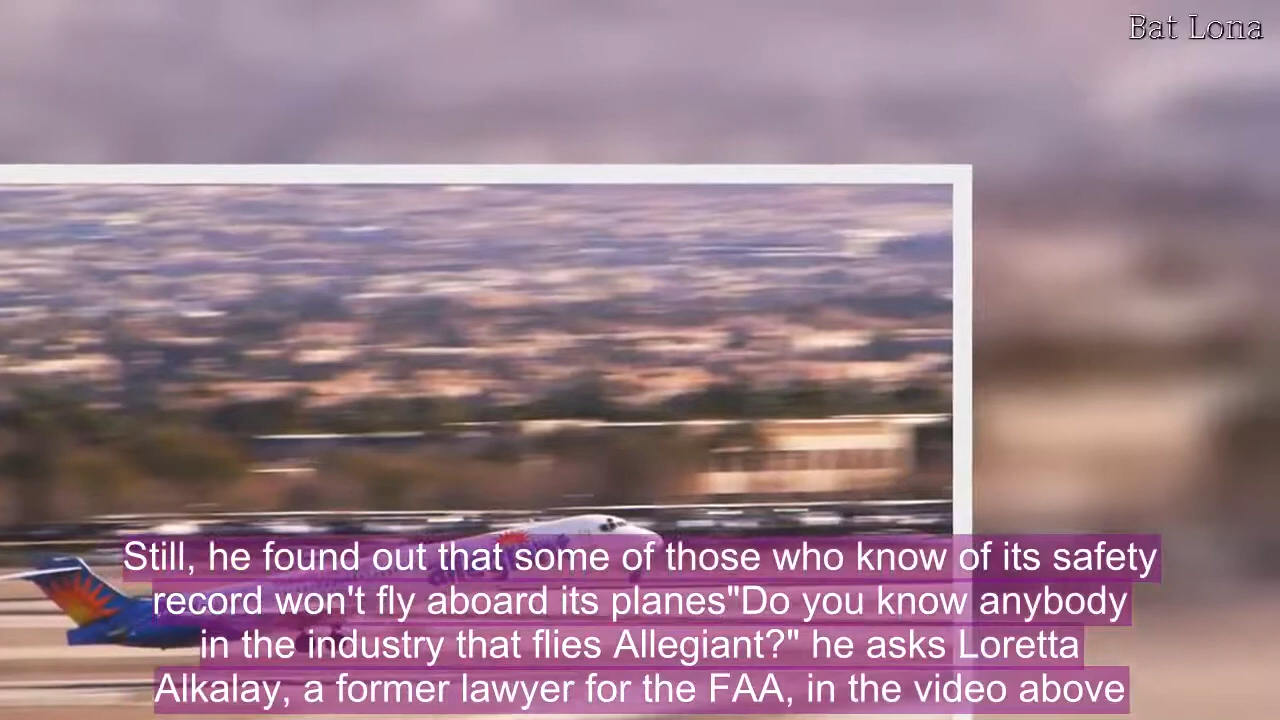 Bat Lona
allegiant
Still, he found out that some of those who know of its safety
record won't fly aboard its planes"Do you know anybody
in the industry that flies Allegiant?" he asks Loretta
Alkalay, a former lawyer for the FAA, in the video above